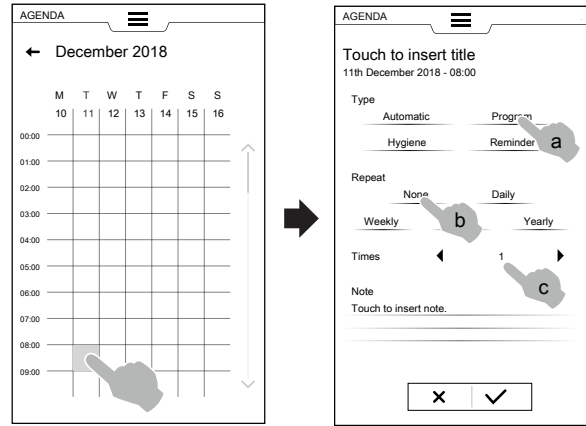 AGENDA
December 2018
M T W T F S S
10 11 12 13 14 15 16
00:00
01:00
02:00
03:00
04:00
05:00
06:00
07:00
08:00
09:00
AGENDA
Touch to insert title
11th December 2018 - 08:00
Type
Automatic Program
Hygiene Reminder
a
Repeat
None Daily
Weekly Yearly
b
Times 1
c
Note
Touch to insert note.